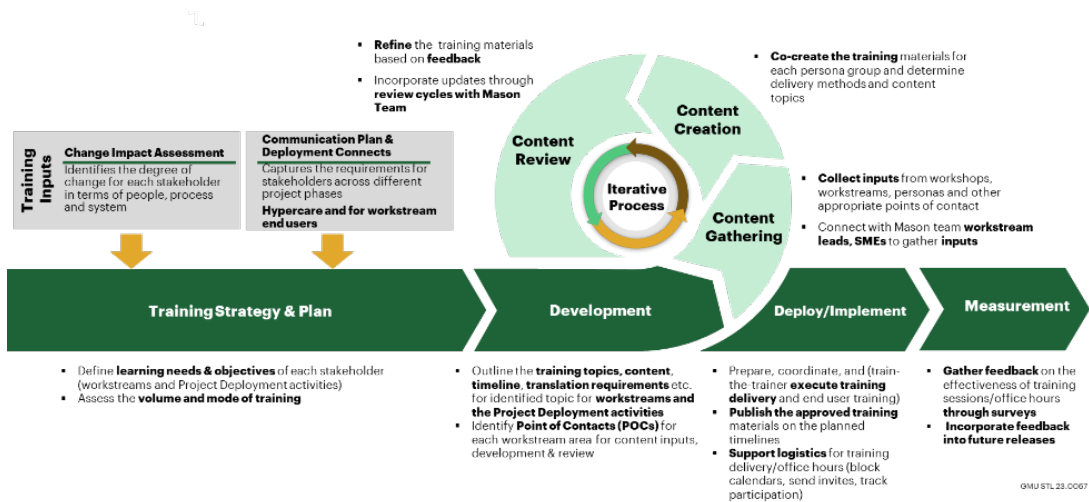 ▪ Refine the training materials
based on feedback
▪ Incorporate updates through
review cycles with Mason
Team
▪ Co-create the training materials for
each persona group and determine
delivery methods and content
topics
Training
Inputs
Change Impact Assessment
Identifies the degree of
change for each stakeholder
in terms of people, process
and system
Communication Plan &
Deployment Connects
Captures the requirements for
stakeholders across different
project phases
Hypercare and for workstream
end users
Content
Review
Content
Creation
Iterative
Process
Content
Gathering
▪ Collect inputs from workshops,
workstreams, personas and other
appropriate points of contact
▪ Connect with Mason team workstream
leads, SMEs to gather inputs
Training Strategy & Plan
Development
Deploy/Implement
Measurement
▪ Define learning needs & objectives of each stakeholder
(workstreams and Project Deployment activities)
▪ Assess the volume and mode of training
▪ Outline the training topics, content,
timeline, translation requirements etc.
for identified topic for workstreams and
the Project Deployment activities
▪ Identify Point of Contacts (POCs) for
each workstream area for content inputs,
development & review
▪ Prepare, coordinate, and (train-
the-trainer execute training
delivery and end user training)
▪ Publish the approved training
materials on the planned
timelines
▪ Support logistics for training
delivery/office hours (block
calendars, send invites, track
participation)
▪ Gather feedback on the
effectiveness of training
sessions/office hours
through surveys
▪ Incorporate feedback
into future releases
GMU STL 23.0067